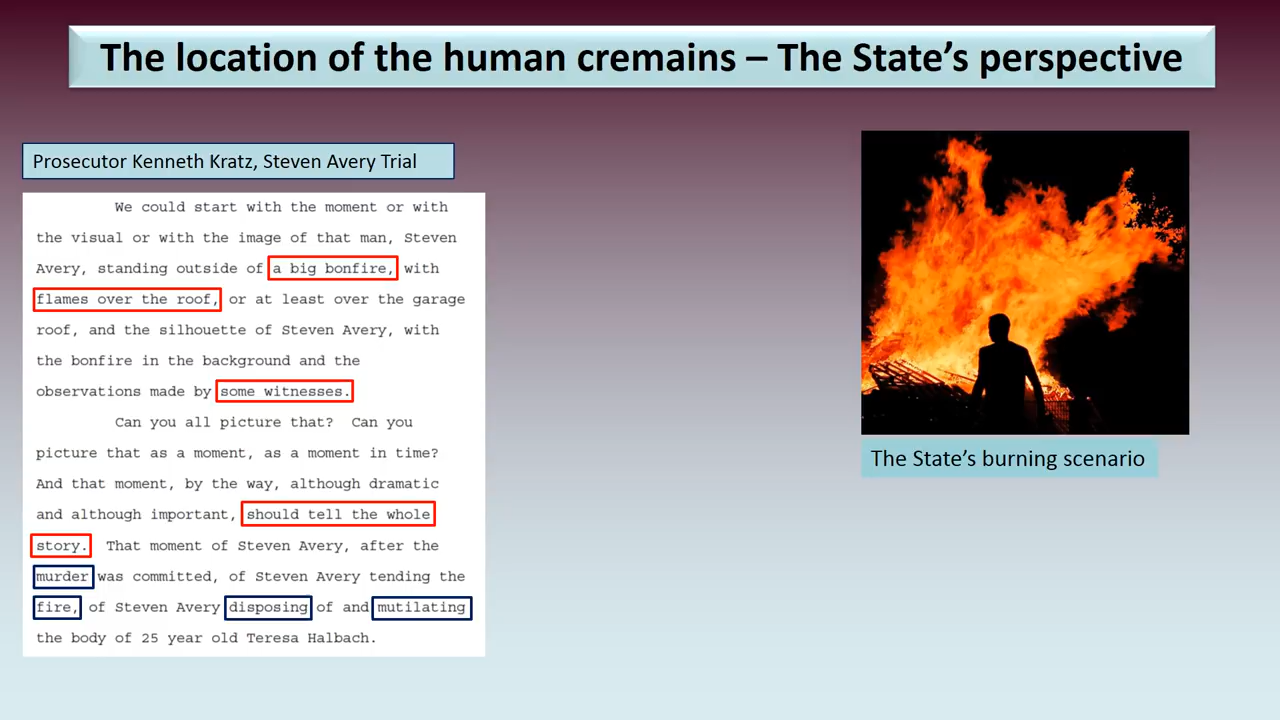 The location of the human cremains – The State's perspective
Prosecutor Kenneth Kratz, Steven Avery Trial
We could start with the moment or with
the visual or with the image of that man, Steven
Avery, standing outside of a big bonfire, with
flames over the roof, or at least over the garage
roof, and the silhouette of Steven Avery, with
the bonfire in the background and the
observations made by some witnesses.
Can you all picture that? Can you
picture that as a moment, as a moment in time?
And that moment, by the way, although dramatic
and although important, should tell the whole
story. That moment of Steven Avery, after the
murder was committed, of Steven Avery tending the
fire, of Steven Avery disposing of and mutilating
the body of 25 year old Teresa Halbach.
The State's burning scenario